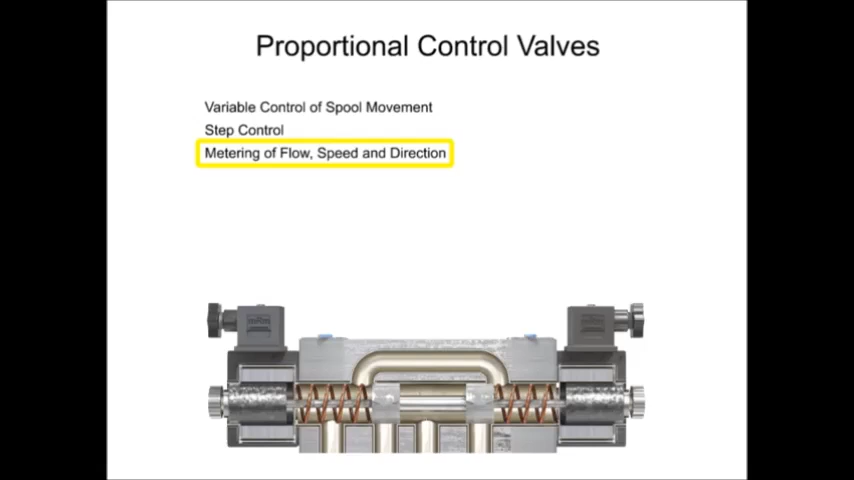 Proportional Control Valves
Variable Control of Spool Movement
Step Control
Metering of Flow, Speed and Direction